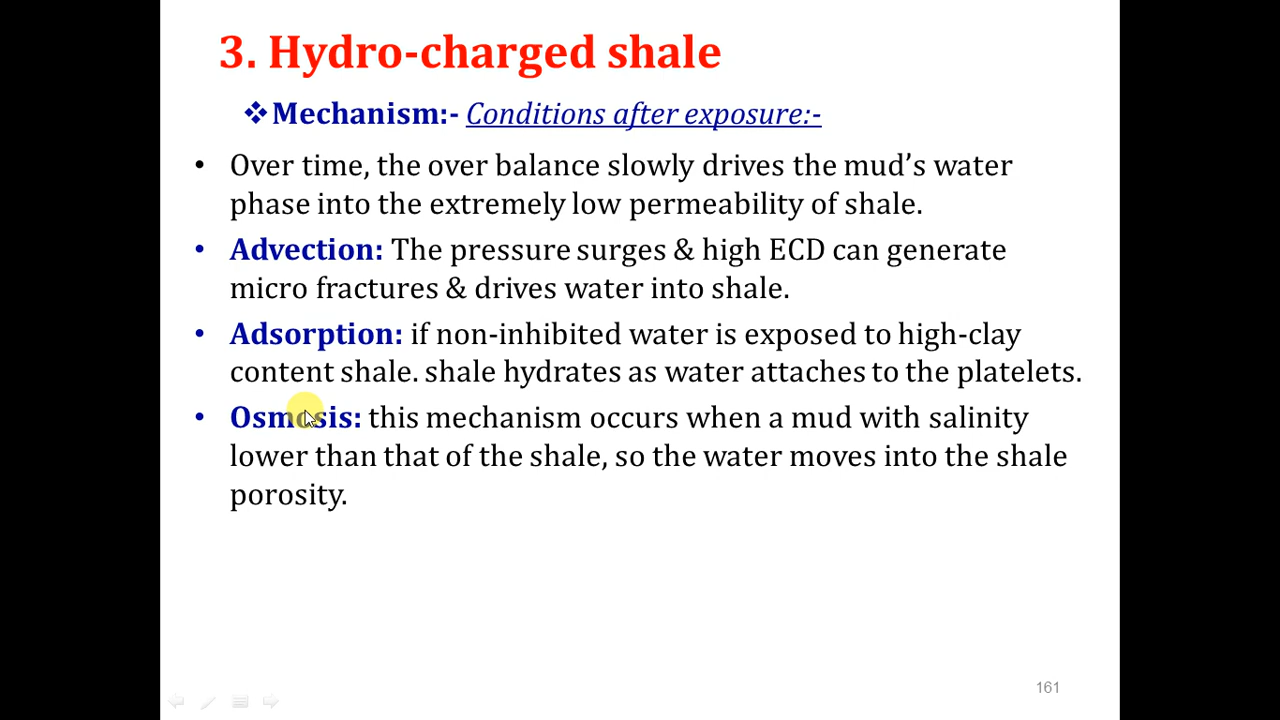 3. Hydro-charged shale
❖Mechanism:- Conditions after exposure:-
• Over time, the over balance slowly drives the mud’s water
phase into the extremely low permeability of shale.
• Advection: The pressure surges & high ECD can generate
micro fractures & drives water into shale.
• Adsorption: if non-inhibited water is exposed to high-clay
content shale. shale hydrates as water attaches to the platelets.
• Osmosis: this mechanism occurs when a mud with salinity
lower than that of the shale, so the water moves into the shale
porosity.
161